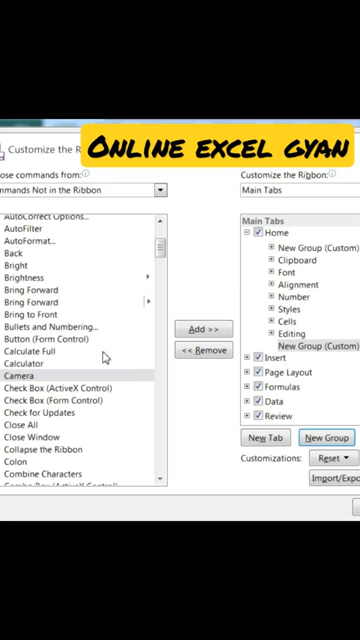 ONLINE EXCEL GYAN
Customize the R
ose commands from:
Customize the Ribbon:
mmands Not in the Ribbon
Main Tabs
AutoCorrect Options...
AutoFilter
AutoFormat...
Back
Bright
Brightness
Bring Forward
Bring Forward
Bring to Front
Bullets and Numbering...
Button (Form Control)
Calculate Full
Calculator
Camera
Check Box (ActiveX Control)
Check Box (Form Control)
Check for Updates
Close All
Close Window
Collapse the Ribbon
Colon
Combine Characters
Combo Box (ActiveX Control)
Add >>
<< Remove
Main Tabs
Home
New Group (Custom)
Clipboard
Font
Alignment
Number
Styles
Cells
Editing
New Group (Custom)
Insert
Page Layout
Formulas
Data
Review
New Tab
New Group
Customizations:
Reset
Import/Expo